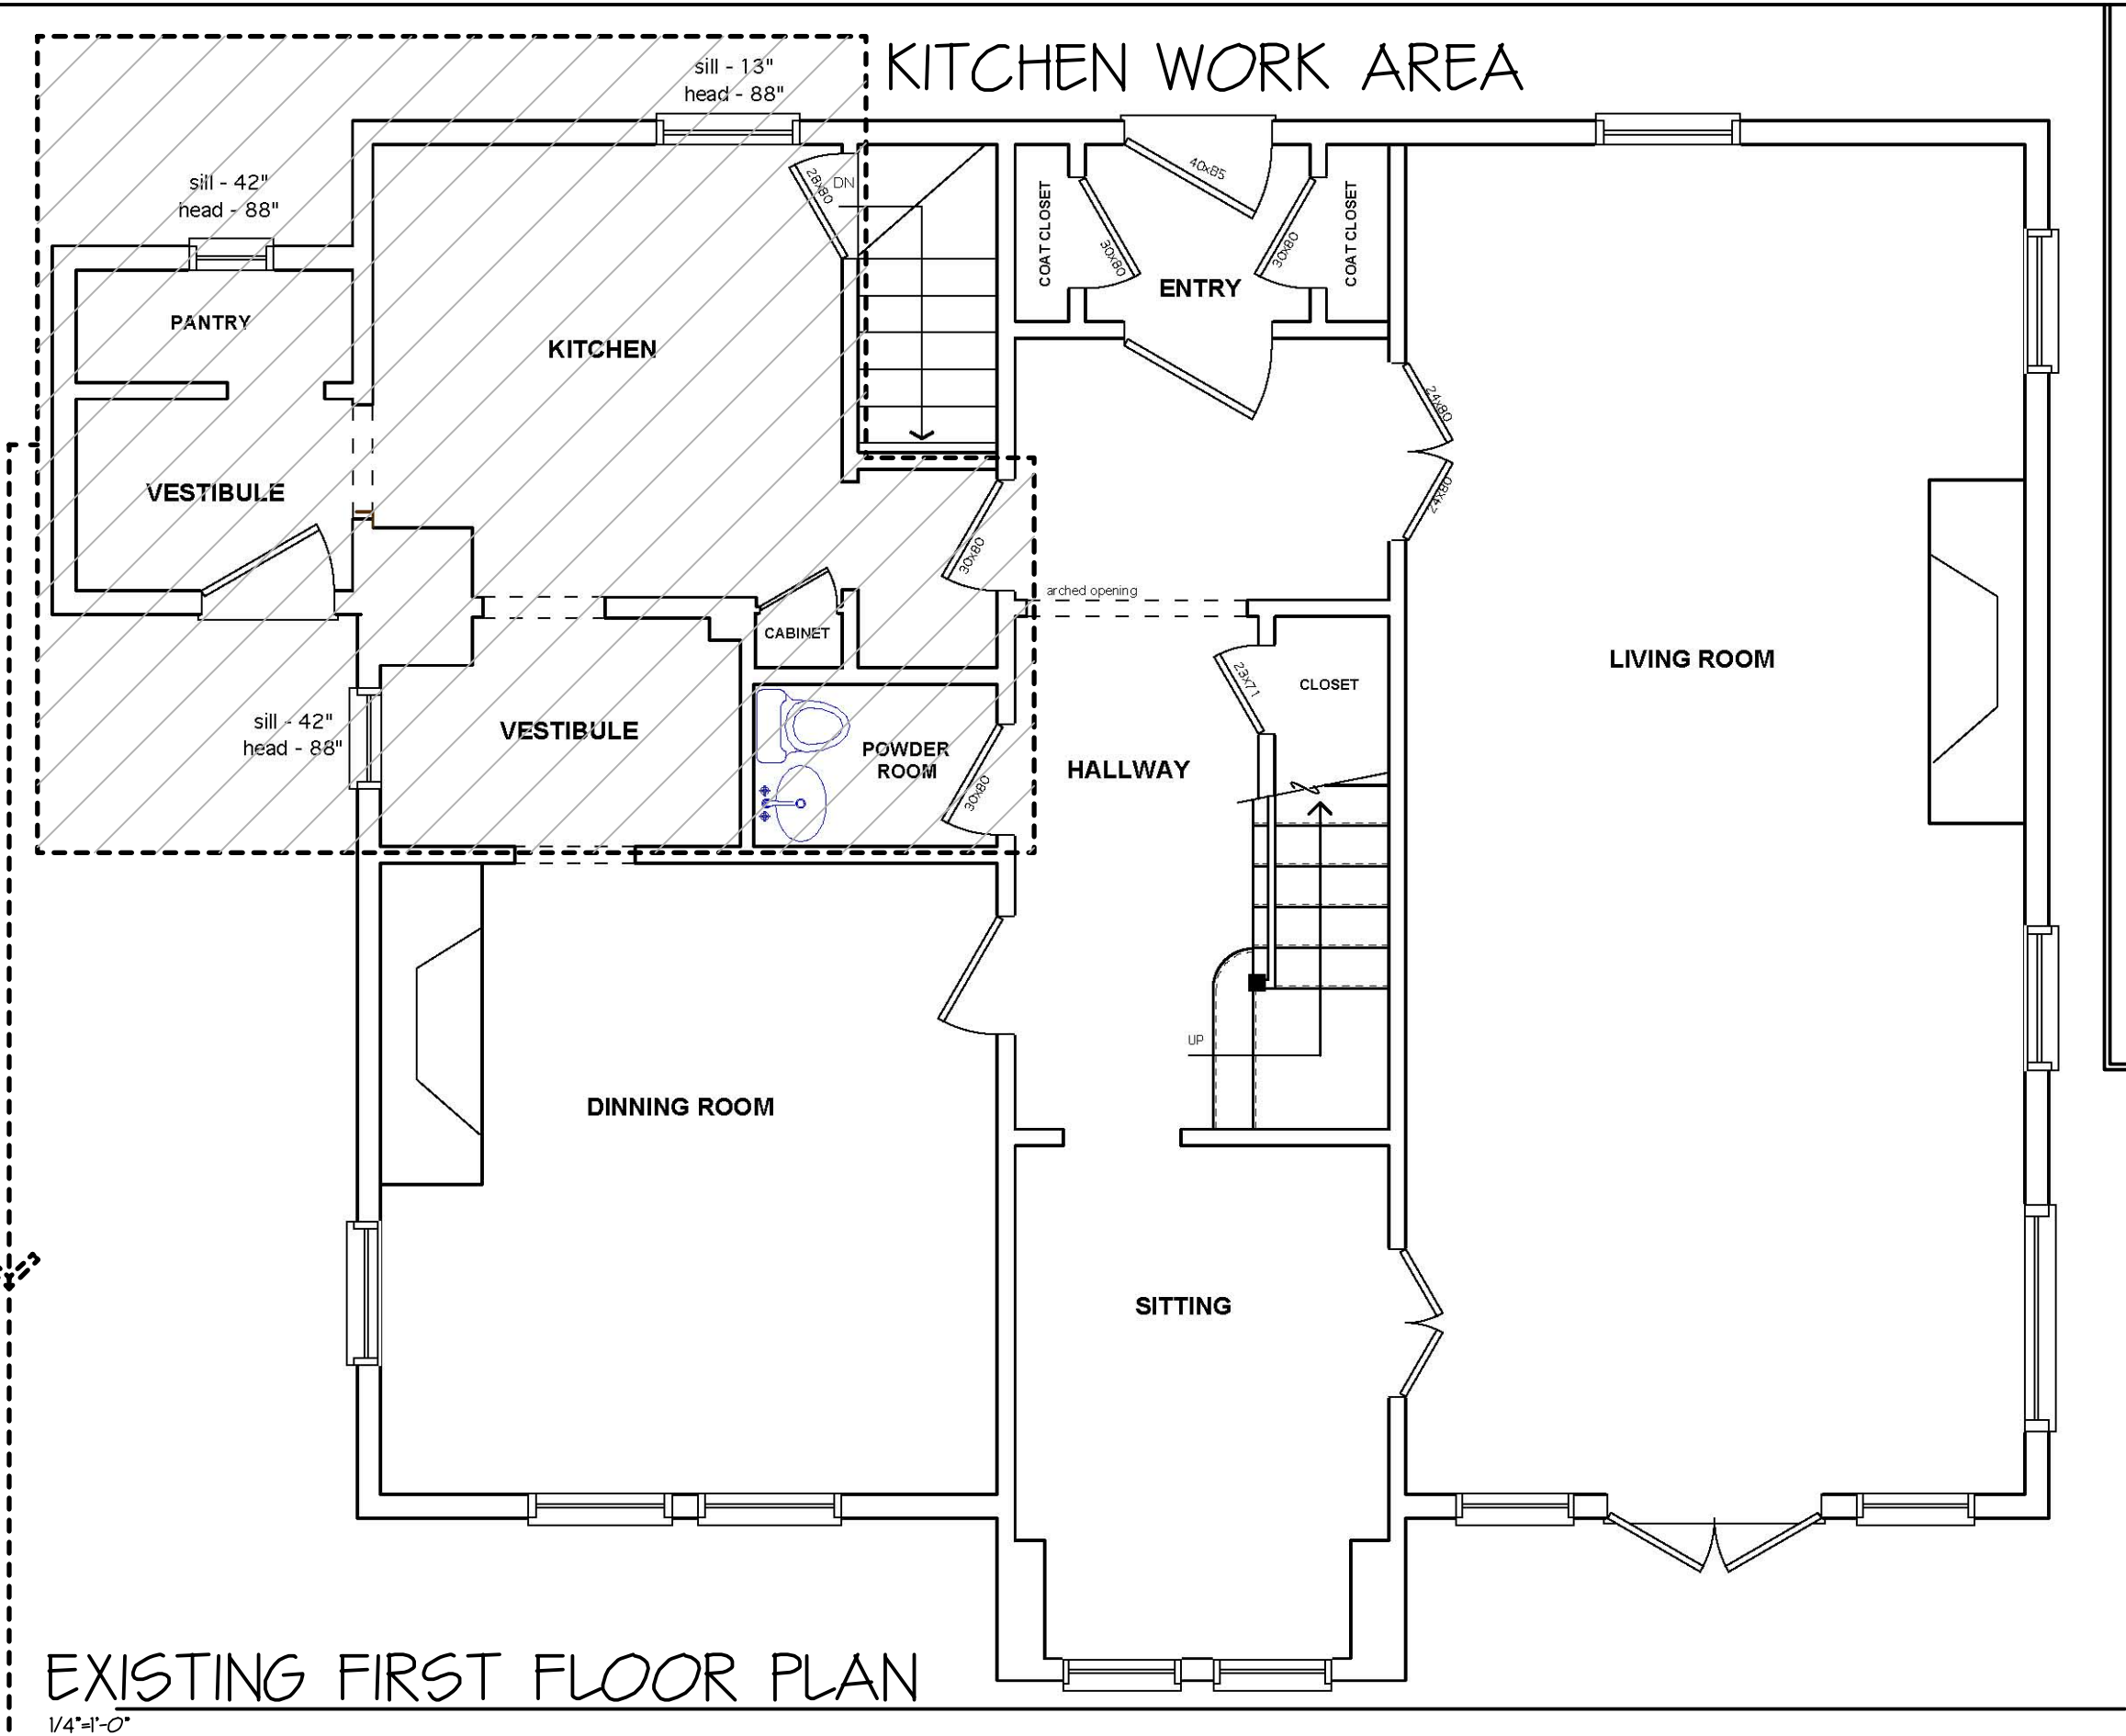 KITCHEN WORK AREA
sill - 13"
head - 88"
sill - 42"
head - 88"
28x80
DN
40x85
COAT CLOSET
30x80
30x80
COAT CLOSET
ENTRY
PANTRY
KITCHEN
24x80
24x80
VESTIBULE
30x80
arched opening
CABINET
LIVING ROOM
23x71
CLOSET
sill - 42"
head - 88"
VESTIBULE
POWDER
ROOM
30x80
HALLWAY
UP
DINNING ROOM
SITTING
EXISTING FIRST FLOOR PLAN
1/4"=1'-0"